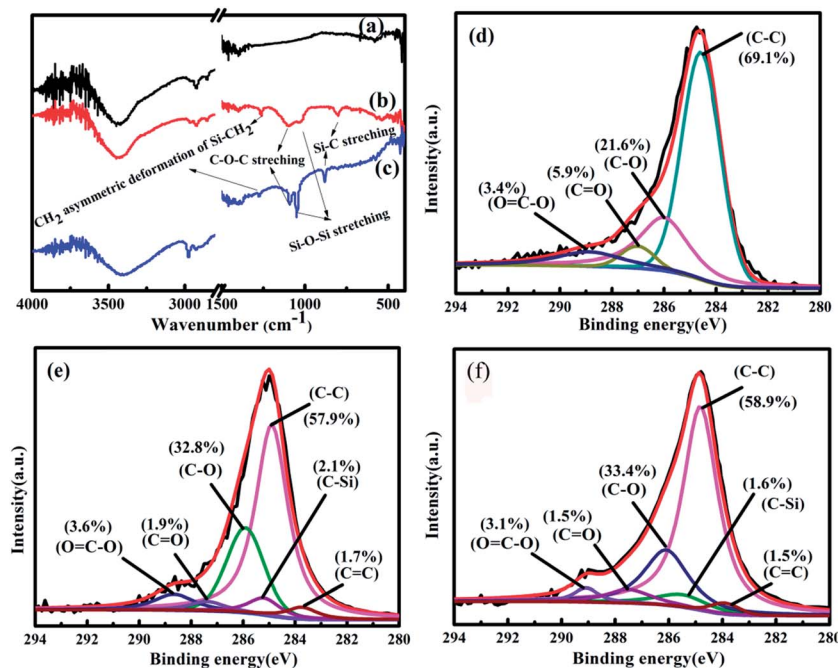 (a)
(b)
CH2 asymmetric deformation of Si-CH2
Si-C streching
C-O-C streching
(c)
Si-O-Si stretching
4000 3000 1500 1000 500
Wavenumber (cm-1)
(d)
(C-C)
(69.1%)
(21.6%)
(C-O)
(5.9%)
(C=O)
(3.4%)
(O=C-O)
Intensity(a.u.)
294 292 290 288 286 284 282 280
Binding energy(eV)
(e)
(C-C)
(57.9%)
(32.8%)
(C-O)
(2.1%)
(C-Si)
(1.9%)
(C=O)
(3.6%)
(O=C-O)
(1.7%)
(C=C)
Intensity(a.u.)
294 292 290 288 286 284 282 280
Binding energy(eV)
(f)
(C-C)
(58.9%)
(33.4%)
(C-O)
(1.6%)
(C-Si)
(1.5%)
(C=O)
(3.1%)
(O=C-O)
(1.5%)
(C=C)
Intensity(a.u.)
294 292 290 288 286 284 282 280
Binding energy(eV)